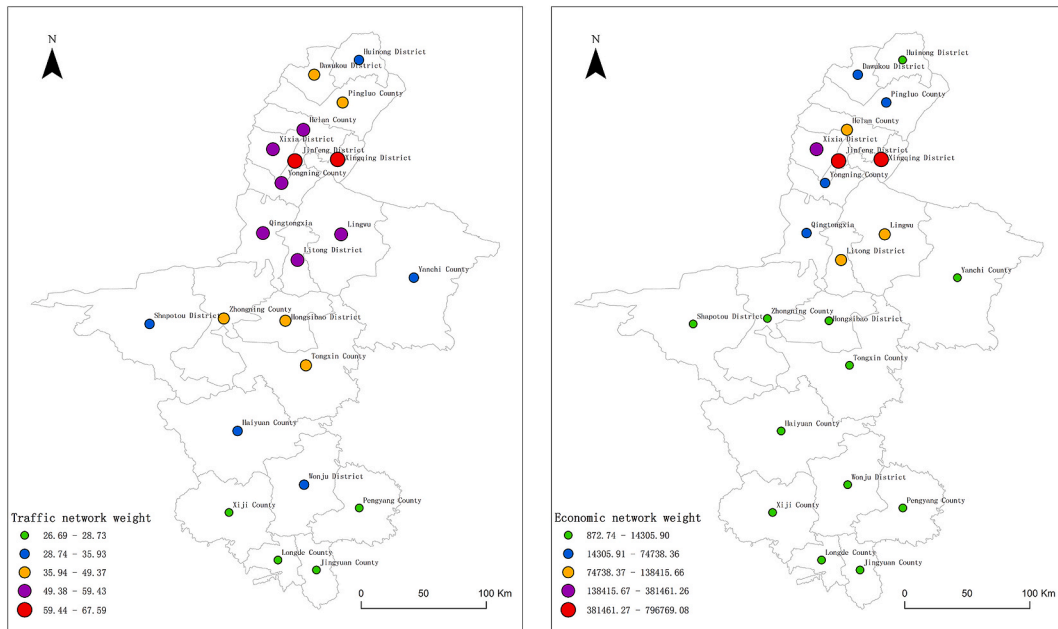 N
Huinong District
Dawukou District
Pingluo County
Helan County
Xixia District
Jinfeng District
Xingqing District
Yongning County
Qingtongxia
Lingwu
Litong District
Yanchi County
Zhongning County
Shapotou District
Hongsibao District
Tongxin County
Haiyuan County
Wonju District
Xiji County
Pengyang County
Longde County
Jingyuan County
Traffic network weight
26.69 - 28.73
28.74 - 35.93
35.94 - 49.37
49.38 - 59.43
59.44 - 67.59
0 50 100 Km
N
Huinong District
Dawukou District
Pingluo County
Helan County
Xixia District
Jinfeng District
Xingqing District
Yongning County
Qingtongxia
Lingwu
Litong District
Yanchi County
Zhongning County
Shapotou District
Hongsibao District
Tongxin County
Haiyuan County
Wonju District
Xiji County
Pengyang County
Longde County
Jingyuan County
Economic network weight
872.74 - 14305.90
14305.91 - 74738.36
74738.37 - 138415.66
138415.67 - 381461.26
381461.27 - 796769.08
0 50 100 Km